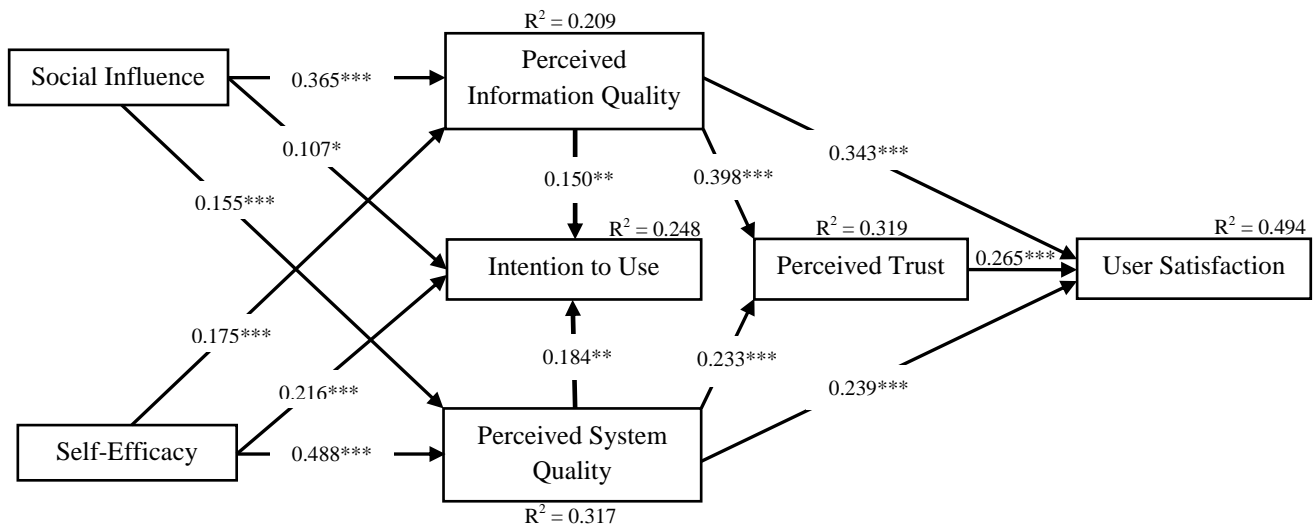 R² = 0.209
Social Influence
Perceived
Information Quality
0.365***
0.107*
0.343***
0.150**
0.398***
0.155***
R² = 0.248
R² = 0.319
R² = 0.494
Intention to Use
Perceived Trust
0.265***
User Satisfaction
0.175***
0.184**
0.233***
0.216***
0.239***
Self-Efficacy
0.488***
Perceived System
Quality
R² = 0.317